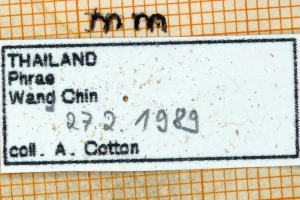 mm
THAILAND
Phrae
Wang Chin
27.2.1989
coll. A. Cotton